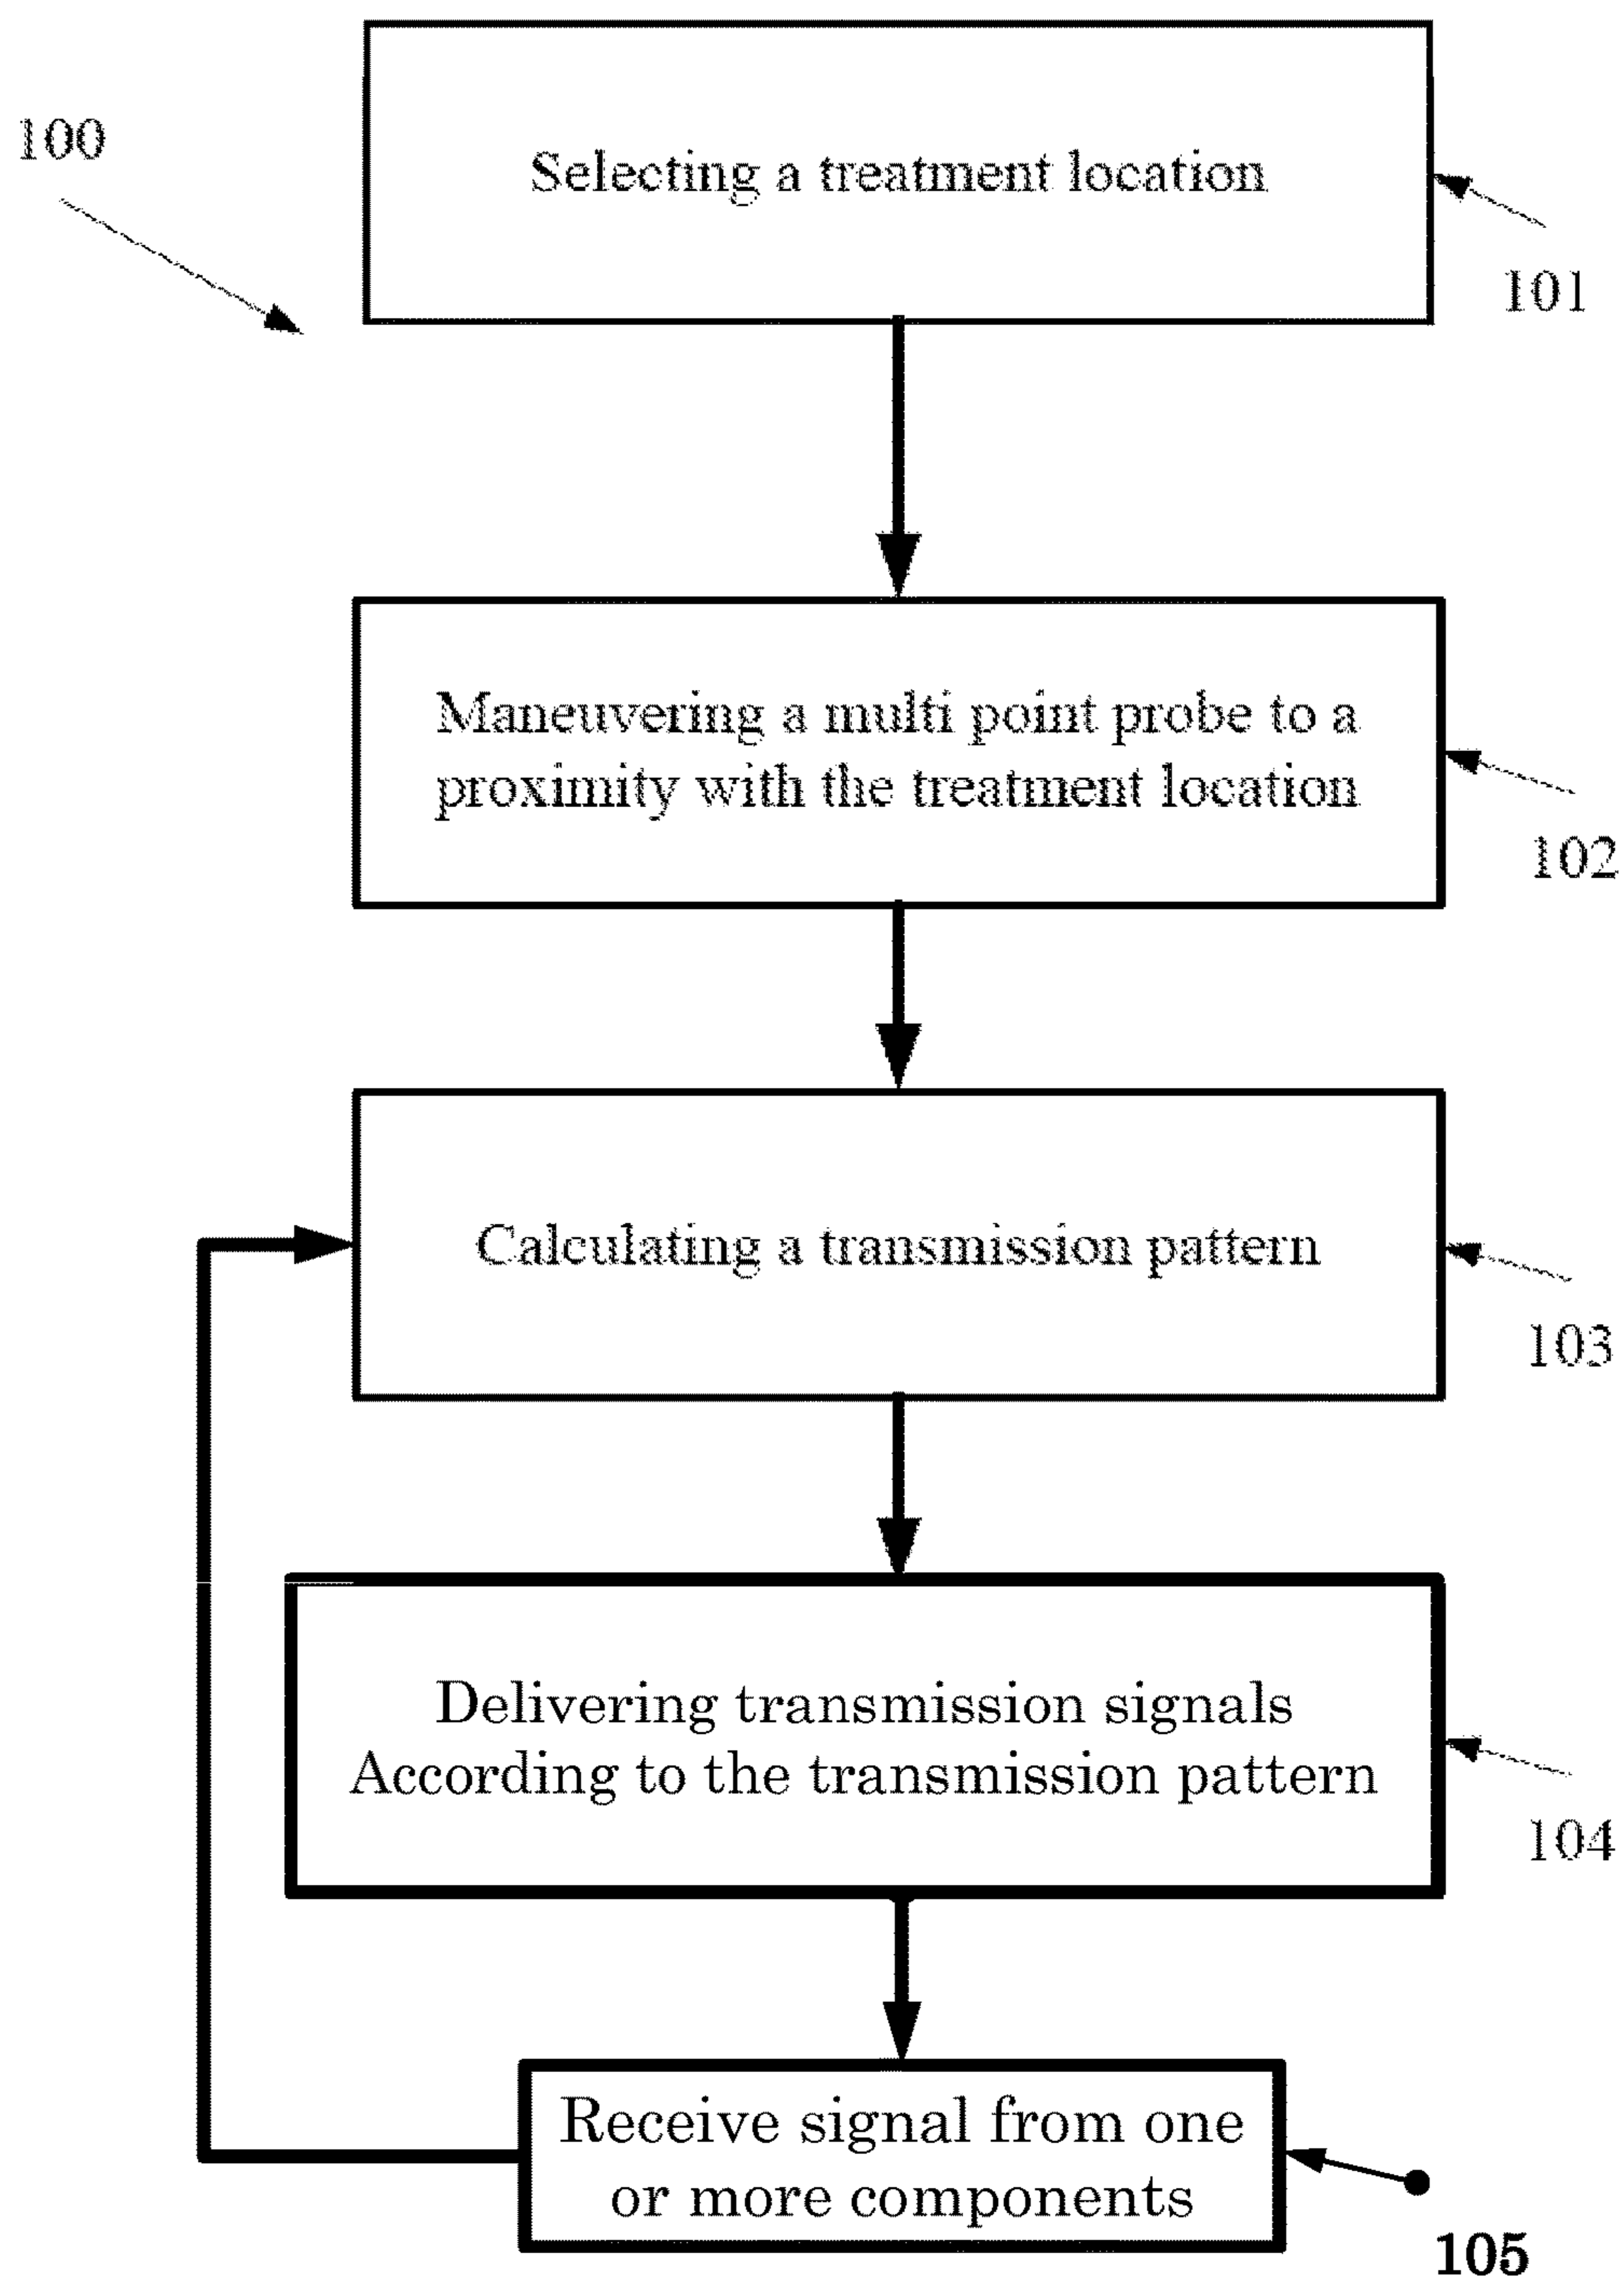 100
Selecting a treatment location
101
Maneuvering a multi point probe to a
proximity with the treatment location
102
Calculating a transmission pattern
103
Delivering transmission signals
According to the transmission pattern
104
Receive signal from one
or more components
105